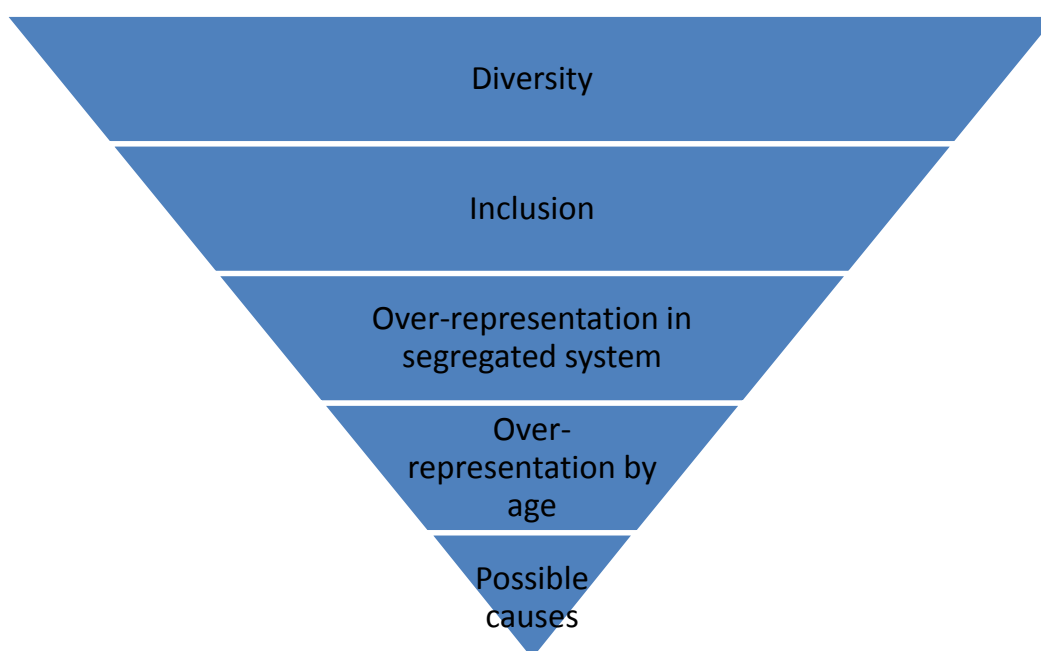 Diversity
Inclusion
Over-representation in
segregated system
Over-
representation by
age
Possible
causes